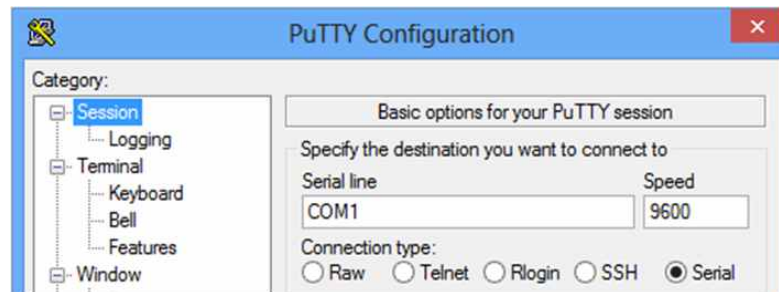 PuTTY Configuration
Category:
Session
Logging
Terminal
Keyboard
Bell
Features
Window
Basic options for your PuTTY session
Specify the destination you want to connect to
Serial line Speed
COM1 9600
Connection type:
Raw Telnet Rlogin SSH Serial